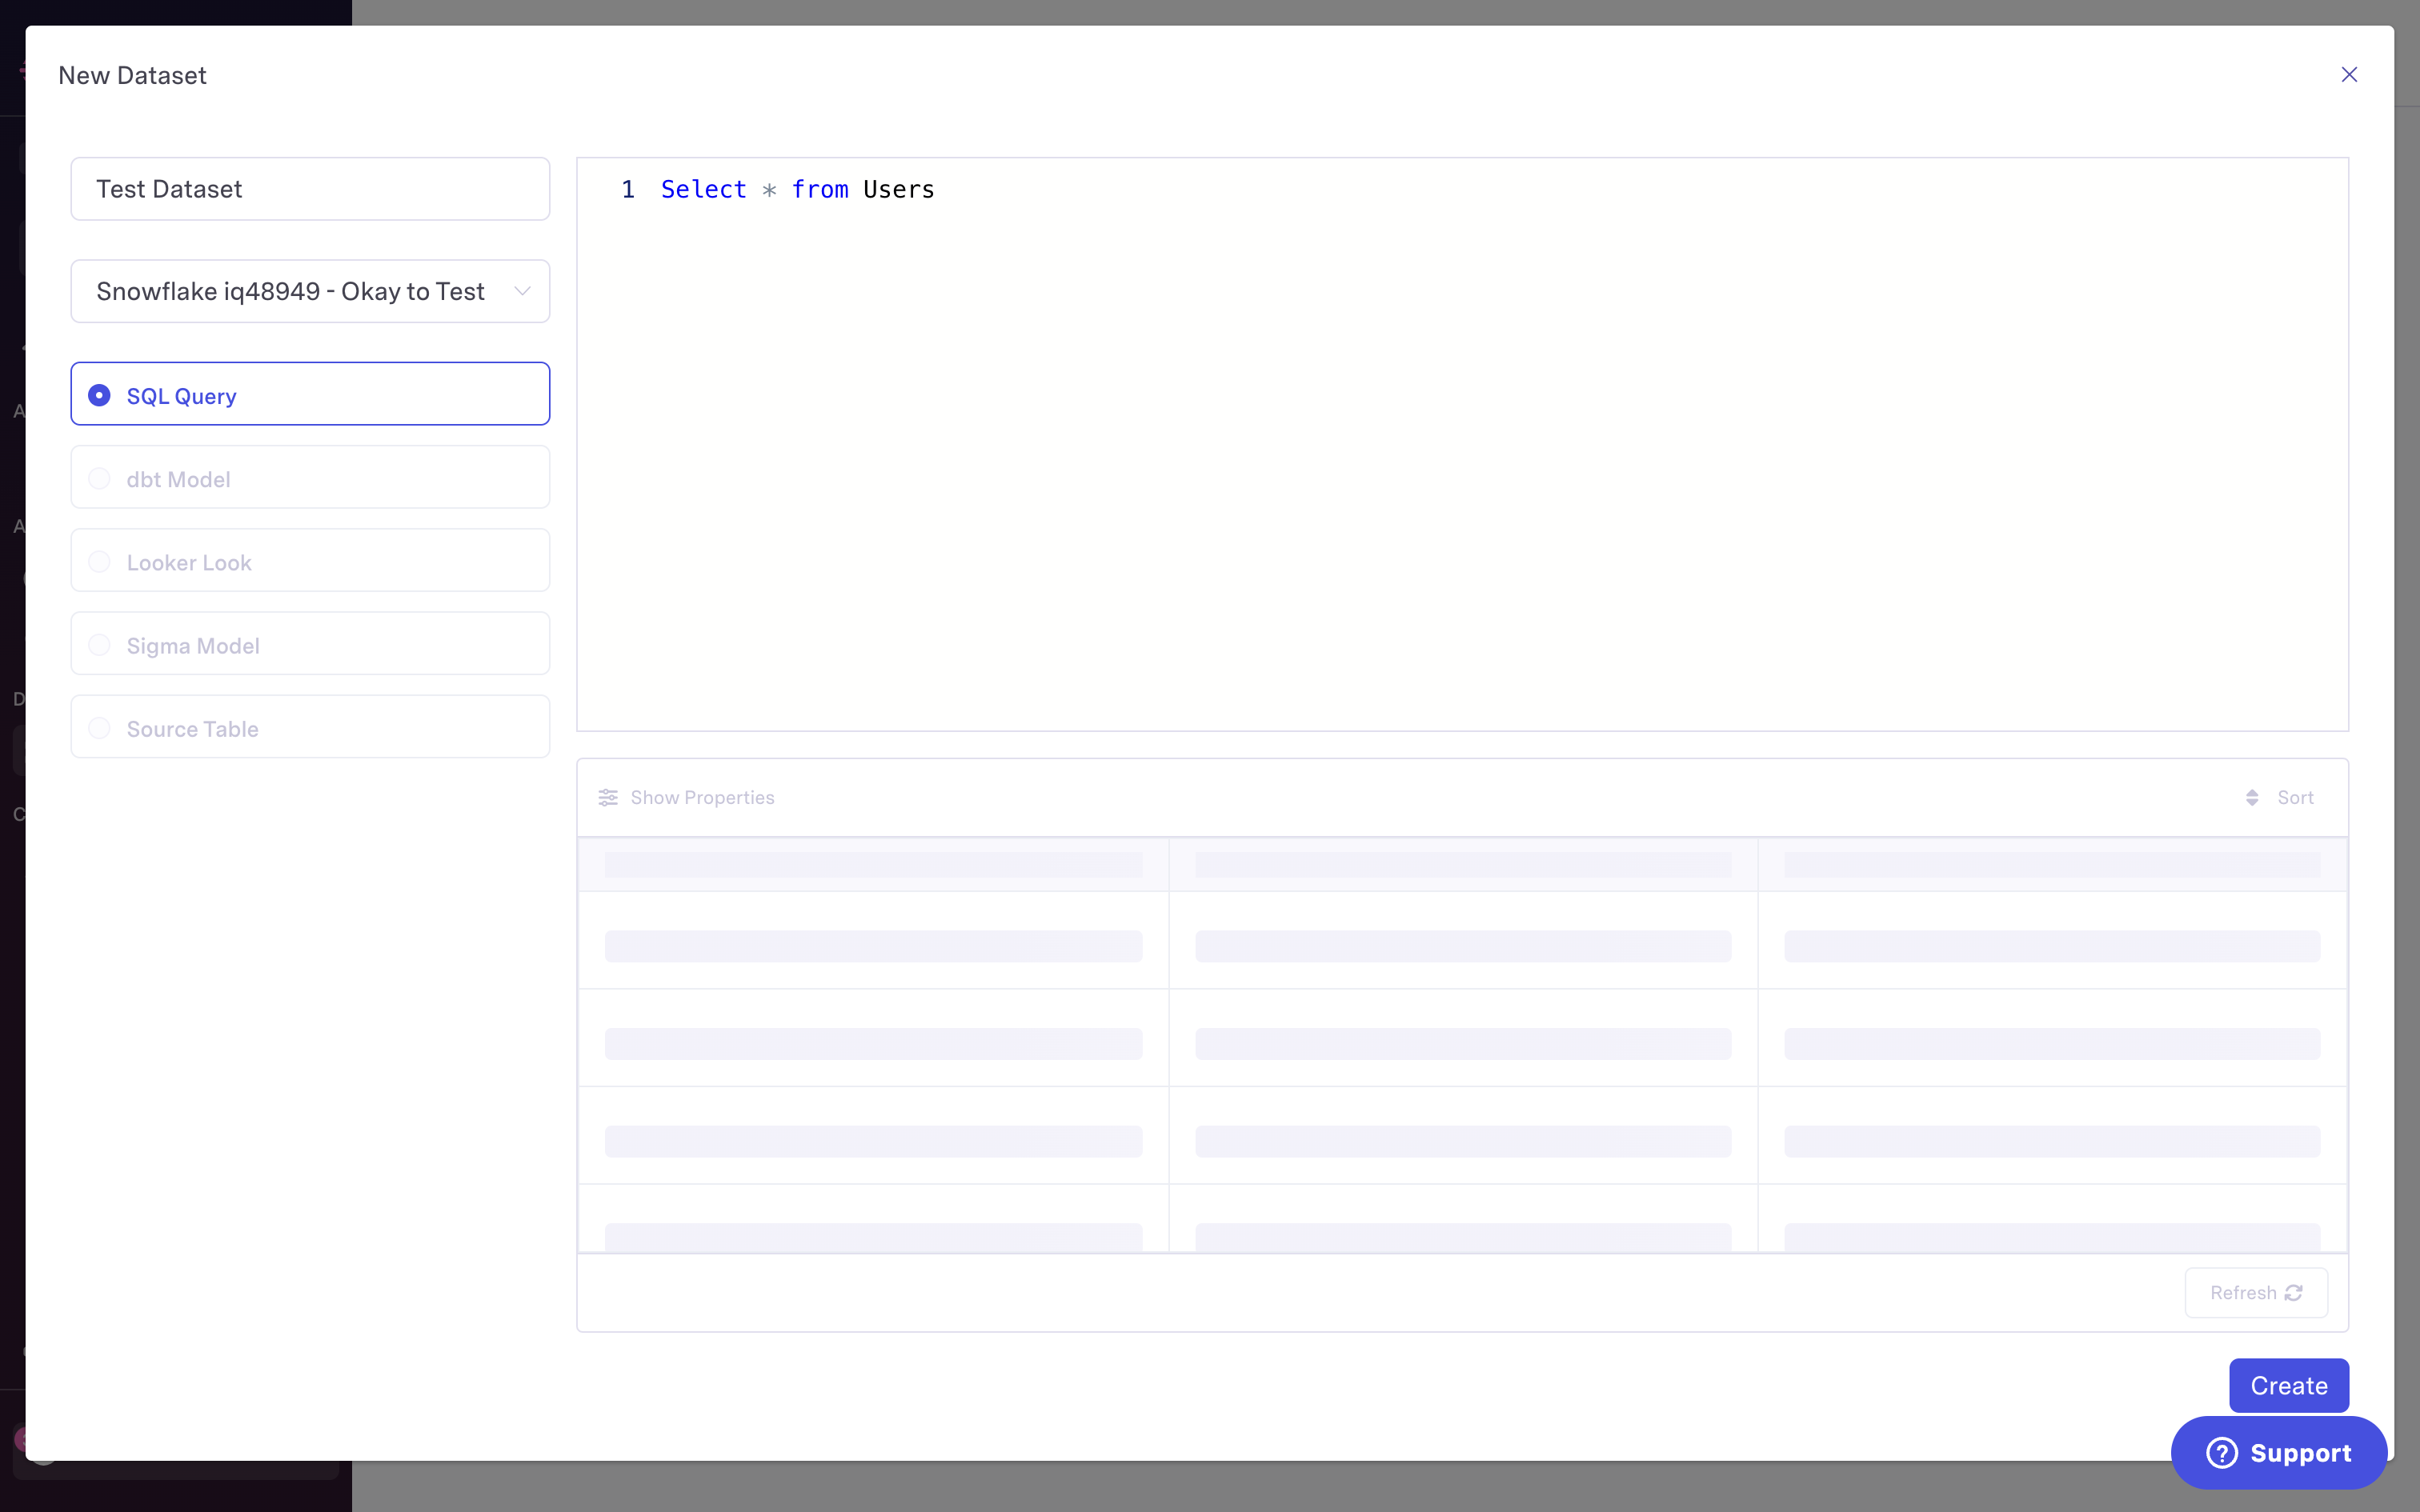 New Dataset
Test Dataset
Snowflake iq48949 - Okay to Test
SQL Query
dbt Model
Looker Look
Sigma Model
Source Table
1 Select * from Users
Show Properties
Sort
Refresh
Create
Support
A
A
D
C